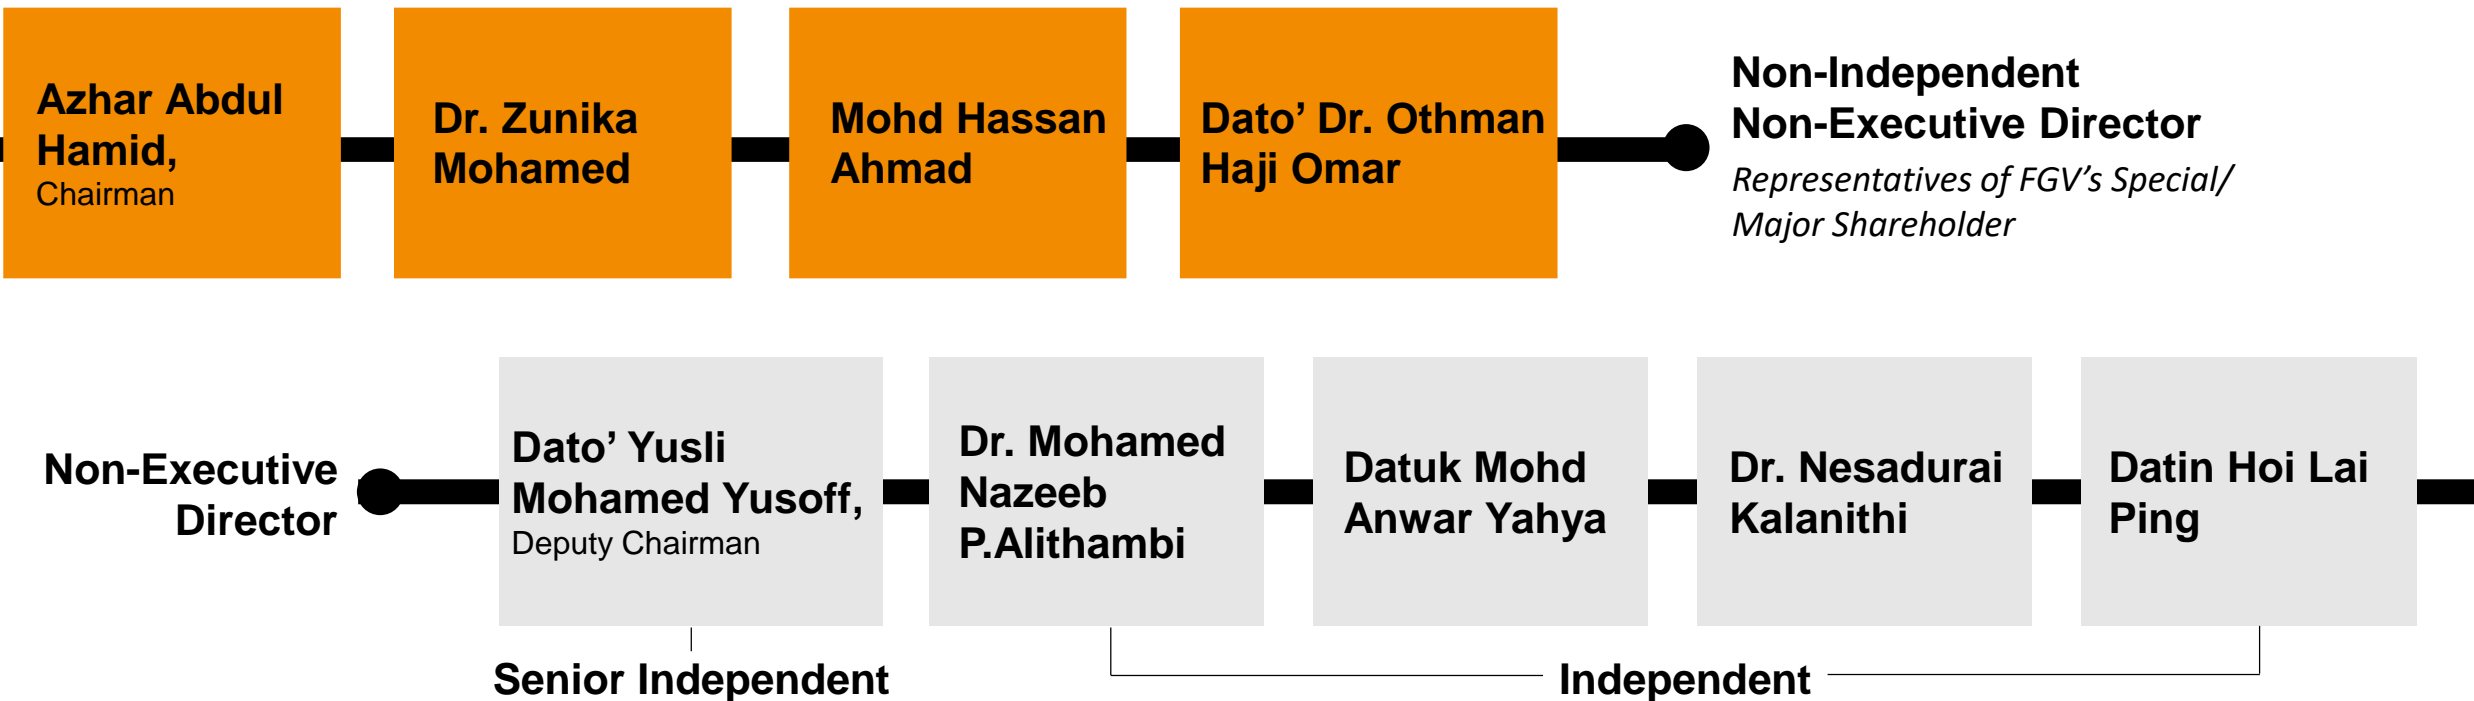 Azhar Abdul
Hamid,
Chairman
Dr. Zunika
Mohamed
Mohd Hassan
Ahmad
Dato’ Dr. Othman
Haji Omar
Non-Independent
Non-Executive Director
Representatives of FGV’s Special/
Major Shareholder
Non-Executive
Director
Dato’ Yusli
Mohamed Yusoff,
Deputy Chairman
Dr. Mohamed
Nazeeb
P.Alithambi
Datuk Mohd
Anwar Yahya
Dr. Nesadurai
Kalanithi
Datin Hoi Lai
Ping
Senior Independent
Independent